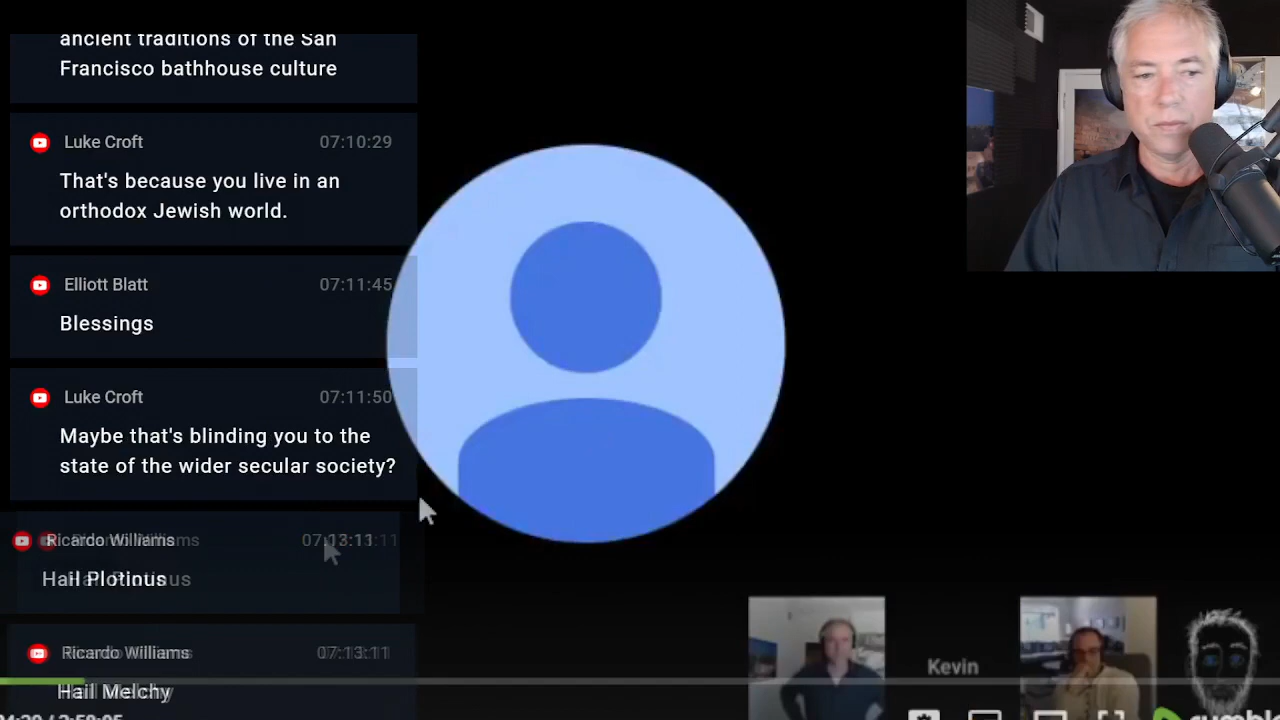 ancient traditions of the San
Francisco bathhouse culture
Luke Croft 07:10:29
That's because you live in an
orthodox Jewish world.
Elliott Blatt 07:11:45
Blessings
Luke Croft 07:11:50
Maybe that's blinding you to the
state of the wider secular society?
Ricardo Williams 07:13:11
Hail Plotinus
Ricardo Williams 07:13:11
Hail Melchy
Kevin